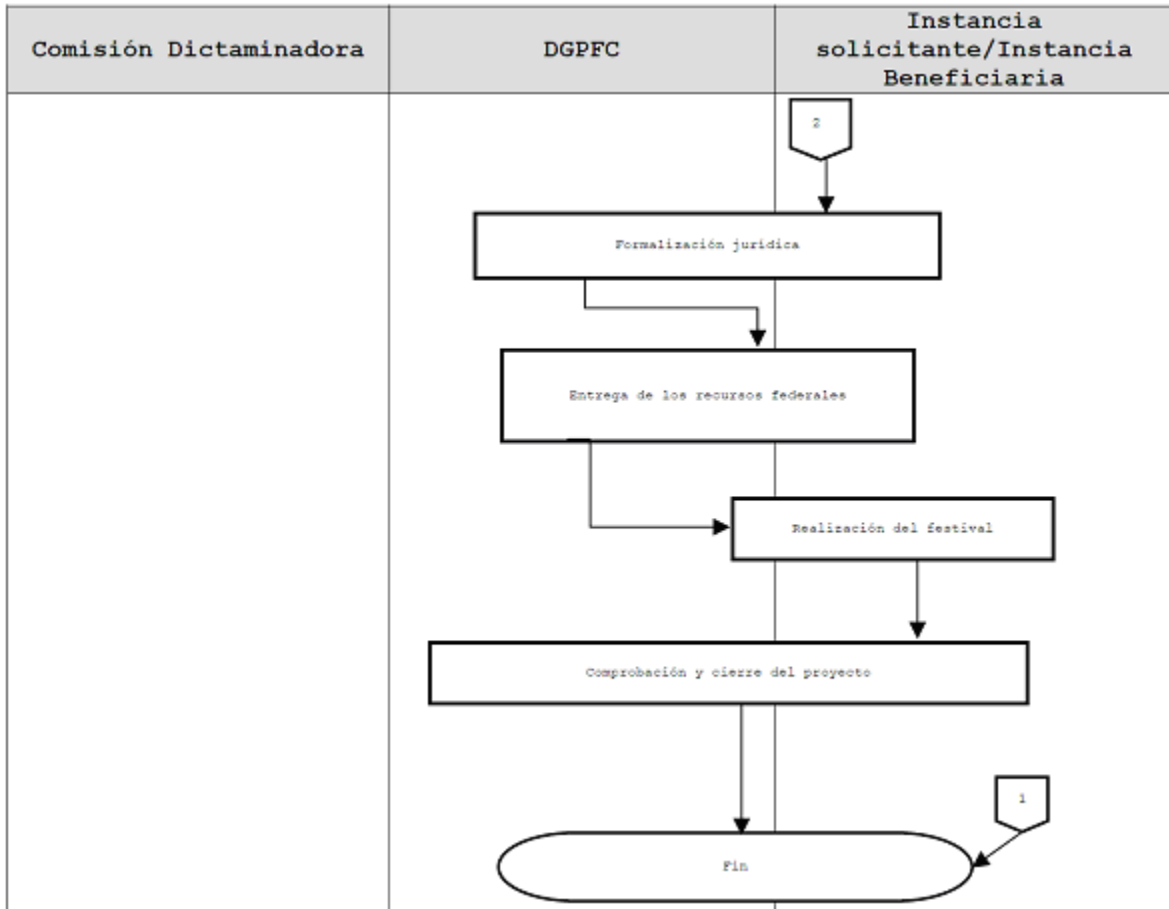 Comisión Dictaminadora
DGPFC
Instancia
solicitante/Instancia
Beneficiaria
2
Formalización jurídica
Entrega de los recursos federales
Realización del festival
Comprobación y cierre del proyecto
1
Fin